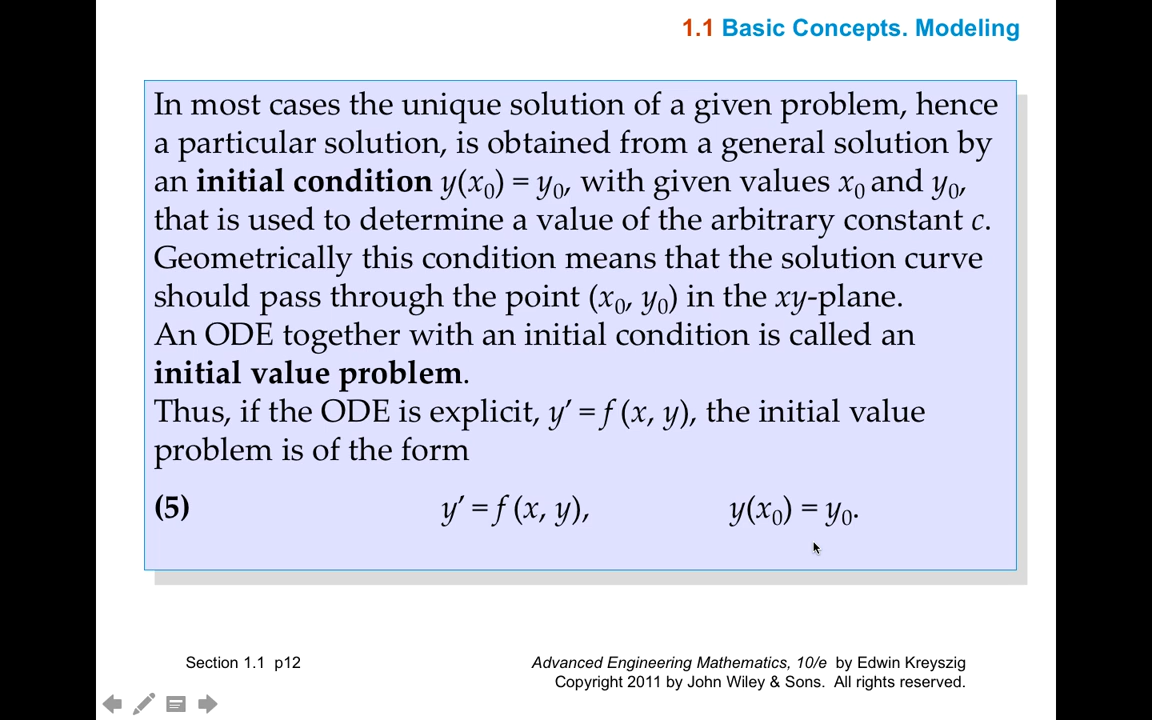 1.1 Basic Concepts. Modeling
In most cases the unique solution of a given problem, hence
a particular solution, is obtained from a general solution by
an initial condition y(x₀) = y₀, with given values x₀ and y₀,
that is used to determine a value of the arbitrary constant c.
Geometrically this condition means that the solution curve
should pass through the point (x₀, y₀) in the xy-plane.
An ODE together with an initial condition is called an
initial value problem.
Thus, if the ODE is explicit, y′ = f (x, y), the initial value
problem is of the form
(5) y′ = f (x, y), y(x₀) = y₀.
Section 1.1 p12
Advanced Engineering Mathematics, 10/e by Edwin Kreyszig
Copyright 2011 by John Wiley & Sons. All rights reserved.